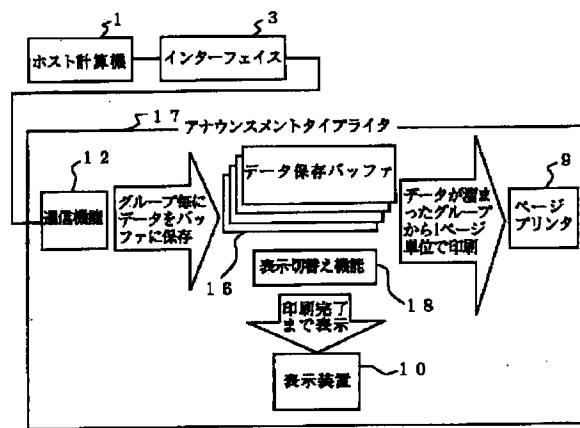 1
3
ホスト計算機
インターフェイス
17
アナウンスメントタイプライタ
12
通信機能
グループ毎に
データをバッ
ファに保存
データ保存バッファ
データが溜ま
ったグループ
から1ページ
単位で印刷
9
ページ
プリンタ
16
表示切替え機能
18
印刷完了
まで表示
表示装置
10